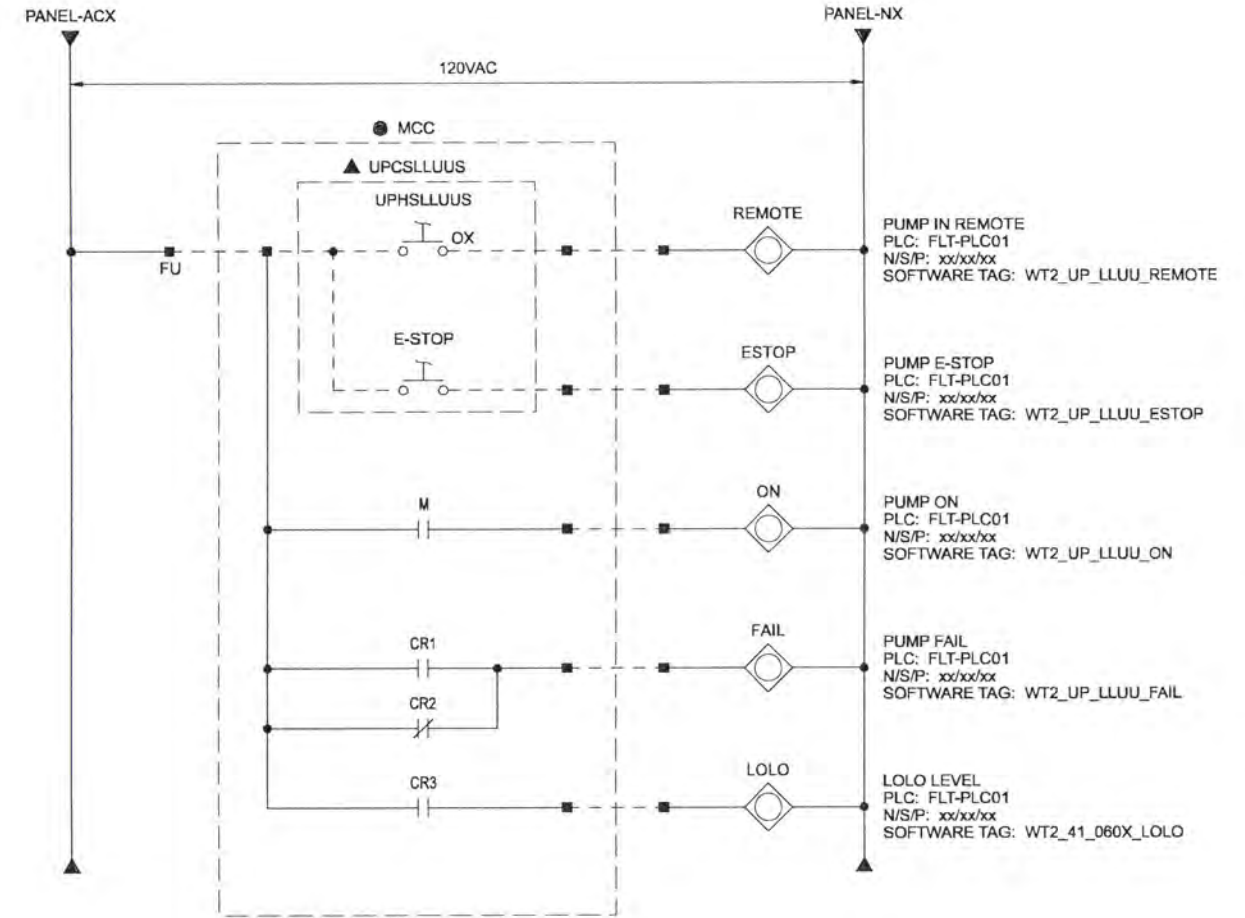 PANEL-ACX
PANEL-NX
120VAC
MCC
UPCSLLUUS
UPHSLLUUS
OX
FU
REMOTE
PUMP IN REMOTE
PLC: FLT-PLC01
N/S/P: xx/xx/xx
SOFTWARE TAG: WT2_UP_LLUU_REMOTE
E-STOP
ESTOP
PUMP E-STOP
PLC: FLT-PLC01
N/S/P: xx/xx/xx
SOFTWARE TAG: WT2_UP_LLUU_ESTOP
M
ON
PUMP ON
PLC: FLT-PLC01
N/S/P: xx/xx/xx
SOFTWARE TAG: WT2_UP_LLUU_ON
CR1
CR2
FAIL
PUMP FAIL
PLC: FLT-PLC01
N/S/P: xx/xx/xx
SOFTWARE TAG: WT2_UP_LLUU_FAIL
CR3
LOLO
LOLO LEVEL
PLC: FLT-PLC01
N/S/P: xx/xx/xx
SOFTWARE TAG: WT2_41_060X_LOLO